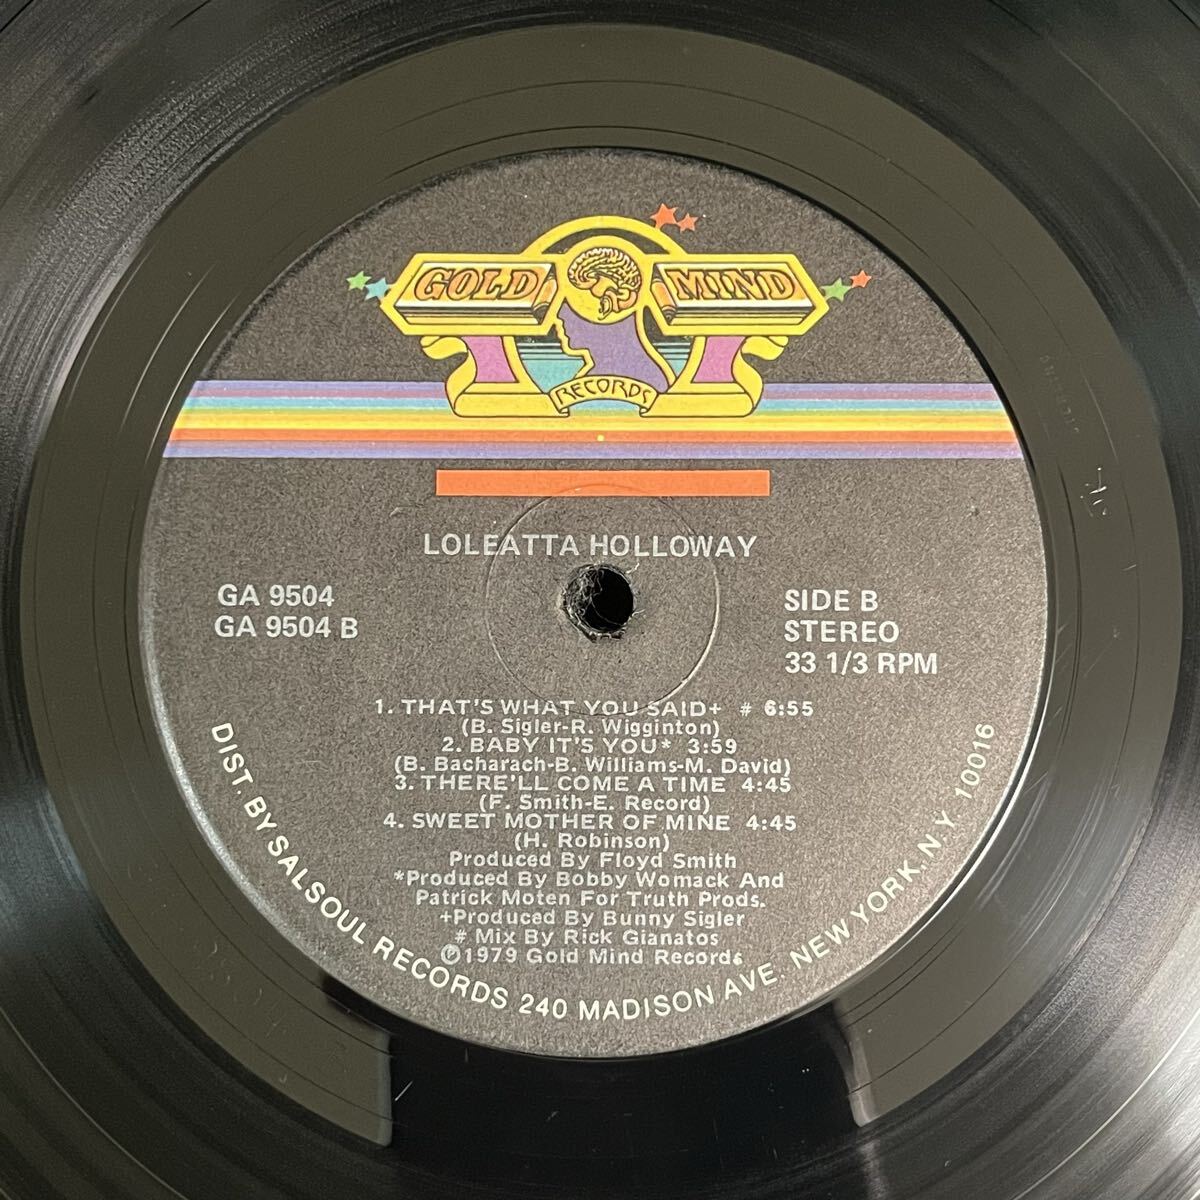 GOLD MIND
RECORDS
LOLEATTA HOLLOWAY
GA 9504
GA 9504 B
SIDE B
STEREO
33 1/3 RPM
1. THAT'S WHAT YOU SAID+ # 6:55
(B. Sigler-R. Wigginton)
2. BABY IT'S YOU* 3:59
(B. Bacharach-B. Williams-M. David)
3. THERE'LL COME A TIME 4:45
(F. Smith-E. Record)
4. SWEET MOTHER OF MINE 4:45
(H. Robinson)
Produced By Floyd Smith
*Produced By Bobby Womack And
Patrick Moten For Truth Prods.
+Produced By Bunny Sigler
# Mix By Rick Gianatos
℗1979 Gold Mind Records
DIST. BY SALSOUL RECORDS 240 MADISON AVE. NEW YORK, N.Y. 10016